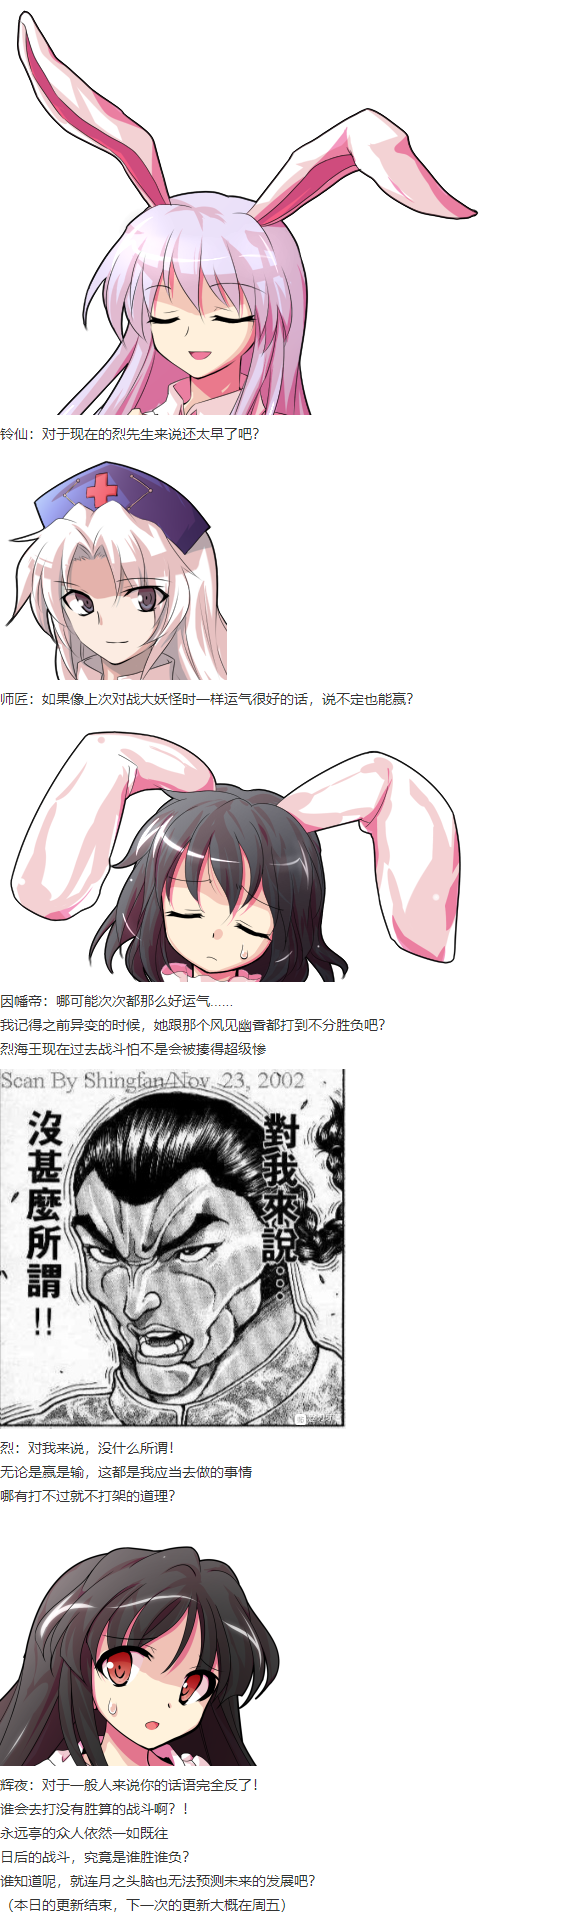 铃仙：对于现在的烈先生来说还太早了吧？
师匠：如果像上次对战大妖怪时一样运气很好的话，说不定也能赢？
因幡帝：哪可能次次都那么好运气......
我记得之前异变的时候，她跟那个风见幽香都打到不分胜负吧？
烈海王现在过去战斗怕不是会被揍得超级惨
Scan By Shingfan/Nov. 23, 2002
對我來說…
沒甚麼所謂!!
烈：对我来说，没什么所谓！
无论是赢是输，这都是我应当去做的事情
哪有打不过就不打架的道理？
辉夜：对于一般人来说你的话语完全反了！
谁会去打没有胜算的战斗啊？！
永远亭的众人依然一如既往
日后的战斗，究竟是谁胜谁负？
谁知道呢，就连月之头脑也无法预测未来的发展吧？
（本日的更新结束，下一次的更新大概在周五）